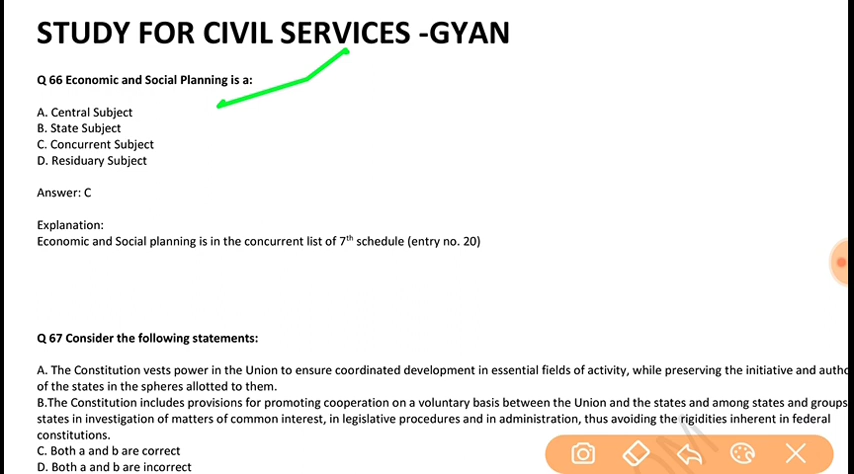 STUDY FOR CIVIL SERVICES -GYAN
Q 66 Economic and Social Planning is a:
A. Central Subject
B. State Subject
C. Concurrent Subject
D. Residuary Subject
Answer: C
Explanation:
Economic and Social planning is in the concurrent list of 7th schedule (entry no. 20)
Q 67 Consider the following statements:
A. The Constitution vests power in the Union to ensure coordinated development in essential fields of activity, while preserving the initiative and
of the states in the spheres allotted to them.
B.The Constitution includes provisions for promoting cooperation on a voluntary basis between the Union and the states and among states and groups
states in investigation of matters of common interest, in legislative procedures and in administration, thus avoiding the rigidities inherent in federal
constitutions.
C. Both a and b are correct
D. Both a and b are incorrect